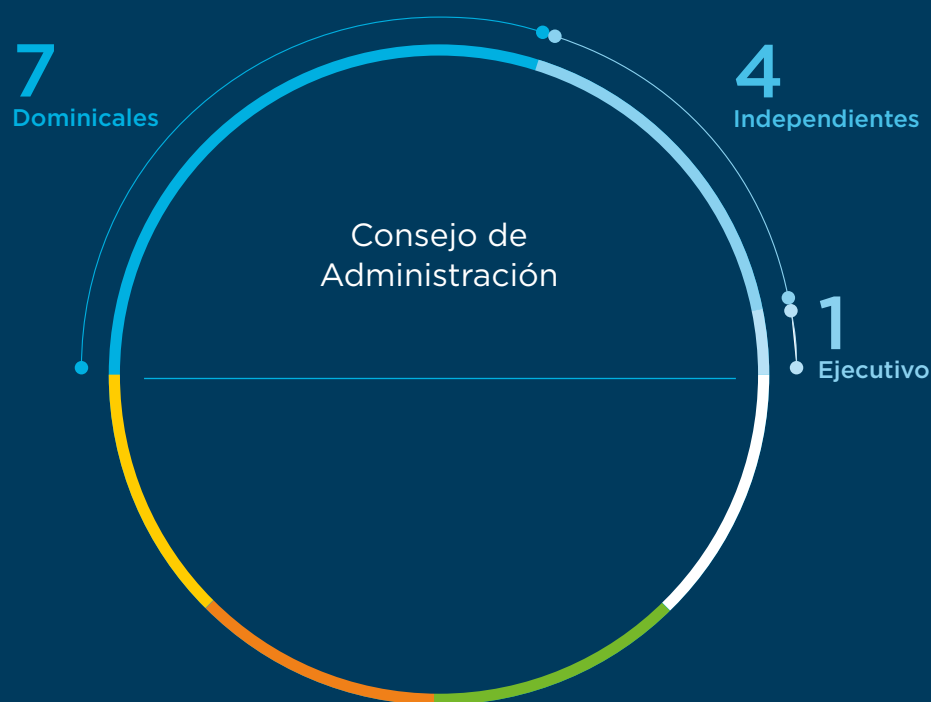 7
Dominicales
4
Independientes
Consejo de
Administración
1
Ejecutivo